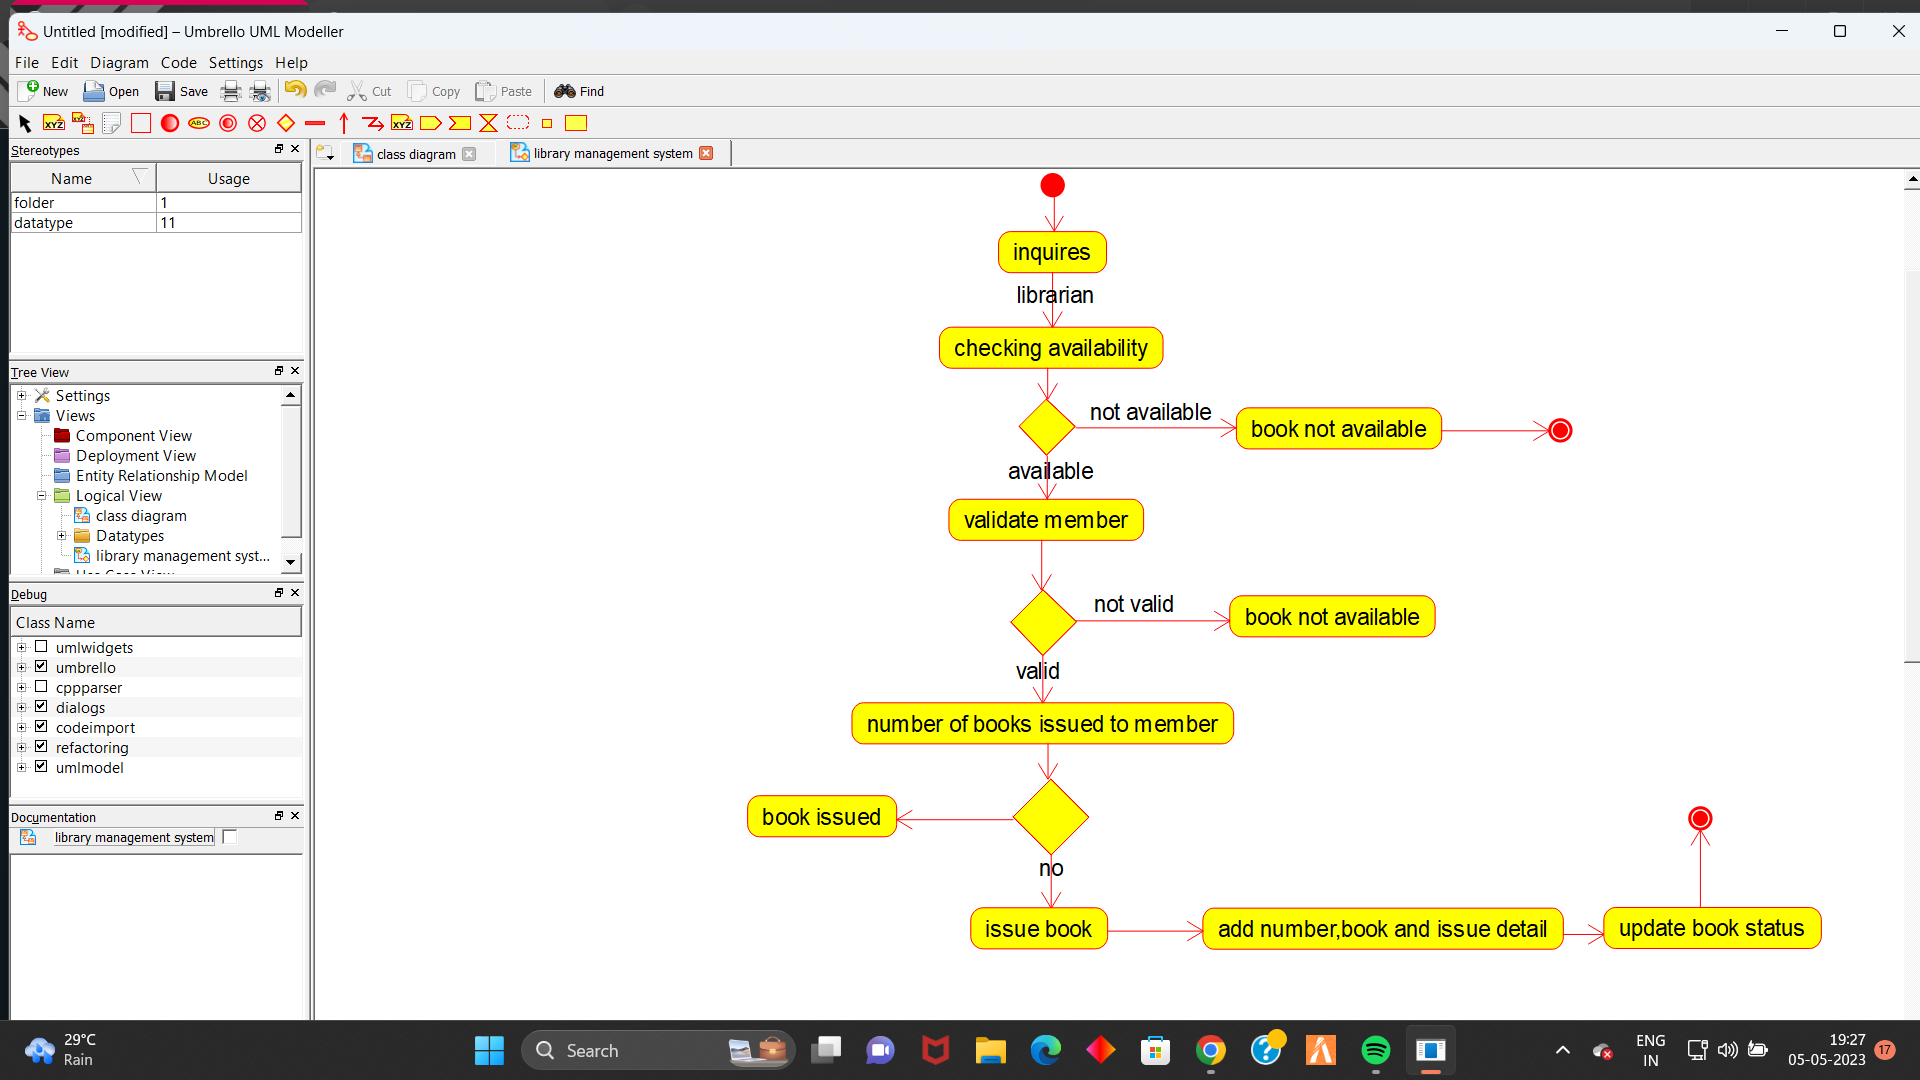 Untitled [modified] – Umbrello UML Modeller
File Edit Diagram Code Settings Help
New Open Save Cut Copy Paste Find
XYZ XYZ ABC XYZ
Stereotypes
class diagram library management system
Name Usage
folder 1
datatype 11
Tree View
Settings
Views
Component View
Deployment View
Entity Relationship Model
Logical View
class diagram
Datatypes
library management syst...
Debug
Class Name
umlwidgets
umbrello
cppparser
dialogs
codeimport
refactoring
umlmodel
Documentation
library management system
inquires
librarian
checking availability
not available
book not available
available
validate member
not valid
book not available
valid
number of books issued to member
book issued
no
issue book
add number,book and issue detail
update book status
29°C
Rain
Search
ENG
IN
19:27
05-05-2023
17